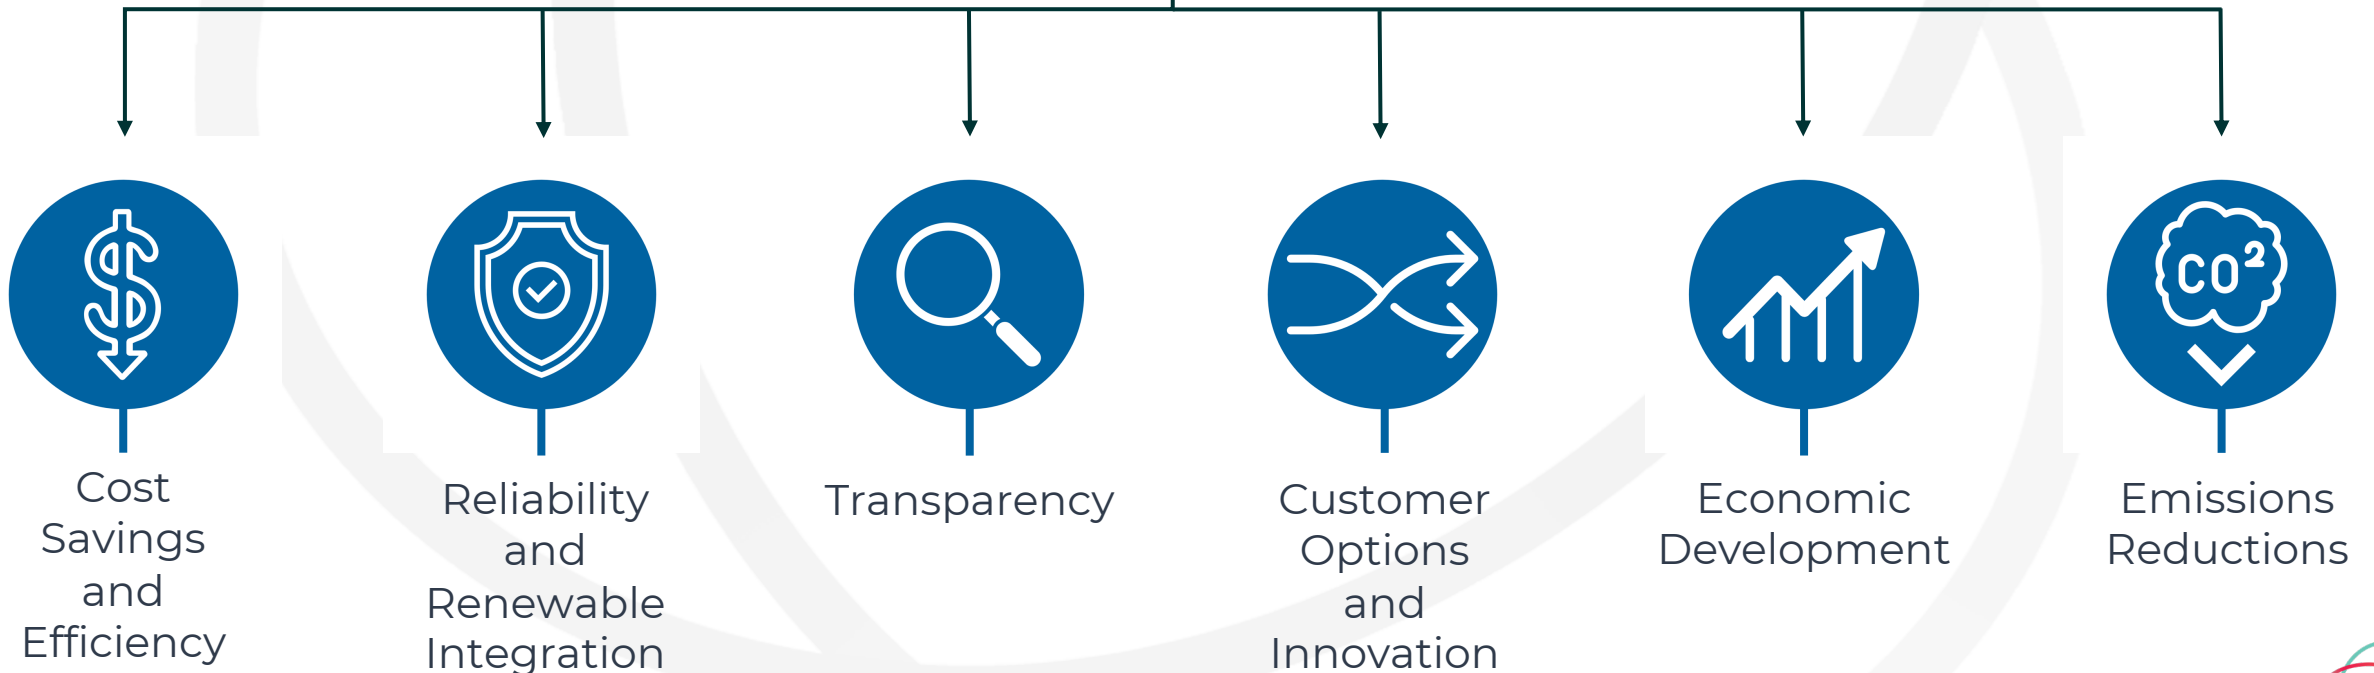 CO²
Cost
Savings
and
Efficiency
Reliability
and
Renewable
Integration
Transparency
Customer
Options
and
Innovation
Economic
Development
Emissions
Reductions